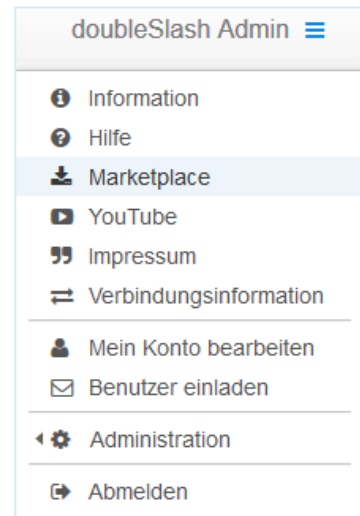 doubleSlash Admin
Information
Hilfe
Marketplace
YouTube
Impressum
Verbindungsinformation
Mein Konto bearbeiten
Benutzer einladen
Administration
Abmelden